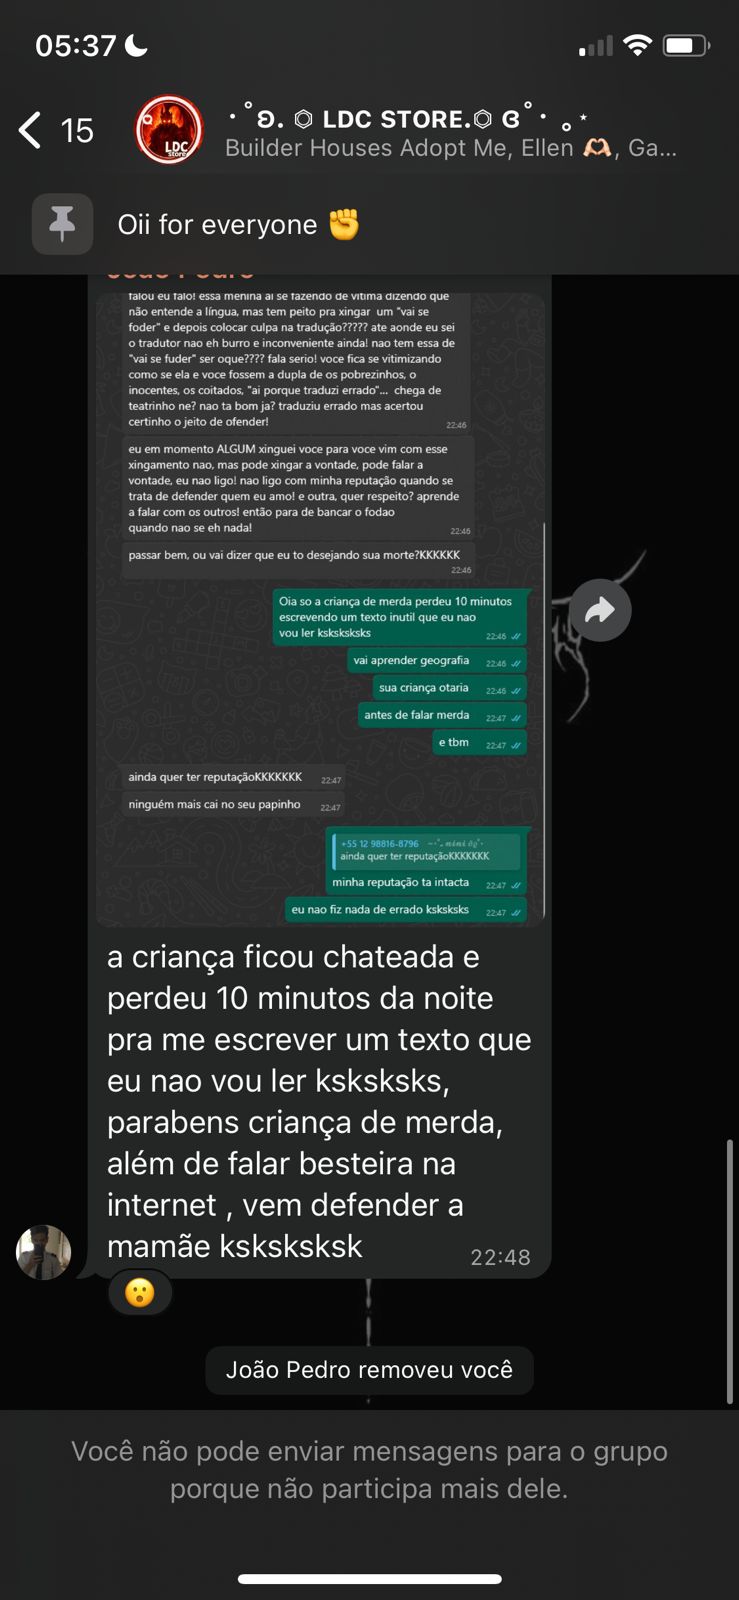 05:37
15
LDC STORE.
Builder Houses Adopt Me, Ellen 🫶🏻, Ga...
LDC
store
Oii for everyone ✊
João Pedro
falou eu falo! essa menina ai se fazendo de vitima dizendo que
não entende a língua, mas tem peito pra xingar um "vai se
foder" e depois colocar culpa na tradução????? ate aonde eu sei
o tradutor nao eh burro e inconveniente ainda! nao tem essa de
"vai se fuder" ser oque???? fala serio! voce fica se vitimizando
como se ela e voce fossem a dupla de os pobrezinhos, o
inocentes, os coitados, "ai porque traduzi errado"... chega de
teatrinho ne? nao ta bom ja? traduziu errado mas acertou
certinho o jeito de ofender!
22:46
eu em momento ALGUM xinguei voce para voce vim com esse
xingamento nao, mas pode xingar a vontade, pode falar a
vontade, eu nao ligo! nao ligo com minha reputação quando se
trata de defender quem eu amo! e outra, quer respeito? aprende
a falar com os outros! então para de bancar o fodao
quando nao se eh nada!
22:46
passar bem, ou vai dizer que eu to desejando sua morte?KKKKKK
22:46
Oia so a criança de merda perdeu 10 minutos
escrevendo um texto inutil que eu nao
vou ler ksksksksks 22:46
vai aprender geografia 22:46
sua criança otaria 22:46
antes de falar merda 22:47
e tbm 22:47
ainda quer ter reputaçãoKKKKKKK 22:47
ninguém mais cai no seu papinho 22:47
+55 12 98816-8796
ainda quer ter reputaçãoKKKKKKK
minha reputação ta intacta 22:47
eu nao fiz nada de errado ksksksks 22:47
a criança ficou chateada e
perdeu 10 minutos da noite
pra me escrever um texto que
eu nao vou ler ksksksks,
parabens criança de merda,
além de falar besteira na
internet , vem defender a
mamãe ksksksksk
22:48
😮
João Pedro removeu você
Você não pode enviar mensagens para o grupo
porque não participa mais dele.